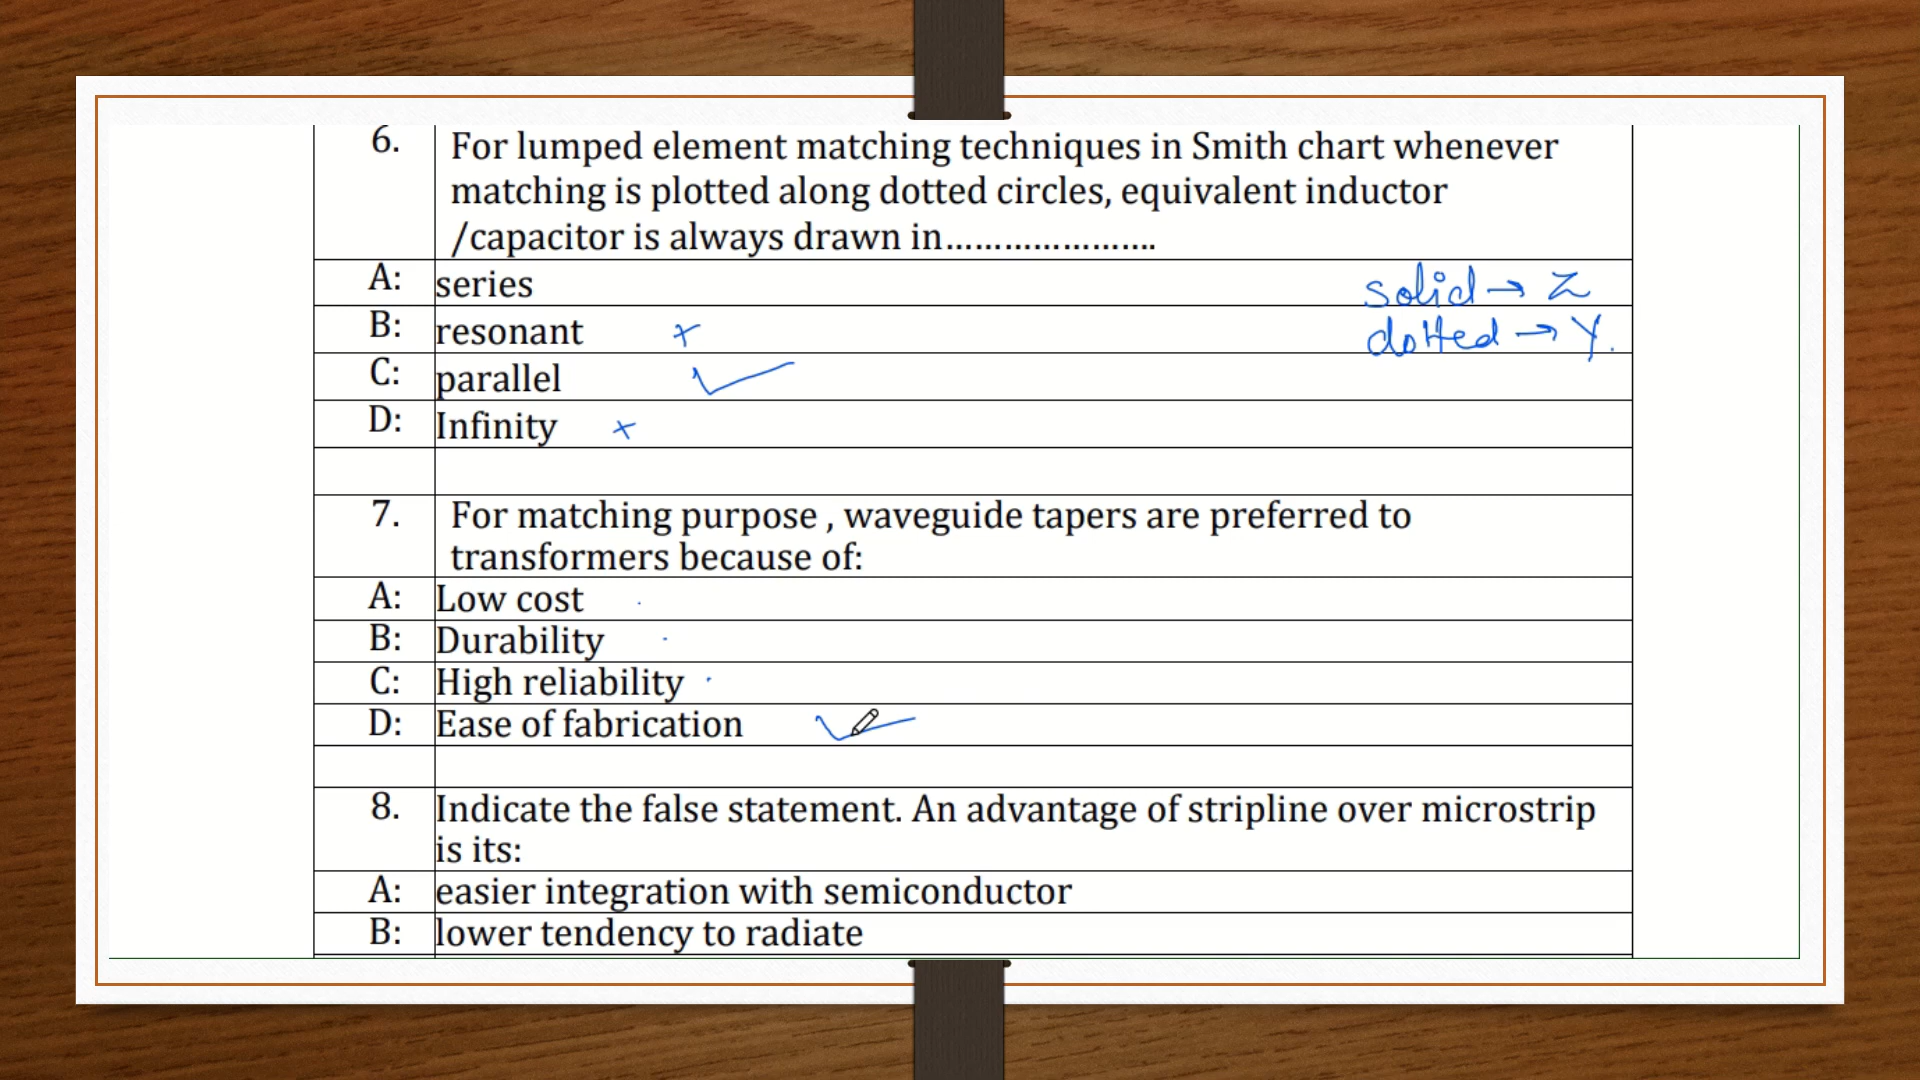 6. For lumped element matching techniques in Smith chart whenever
matching is plotted along dotted circles, equivalent inductor
/capacitor is always drawn in......................
A: series
solid → Z
B: resonant ×
dotted → Y.
C: parallel ✓
D: Infinity ×
7. For matching purpose , waveguide tapers are preferred to
transformers because of:
A: Low cost
B: Durability
C: High reliability
D: Ease of fabrication ✓
8. Indicate the false statement. An advantage of stripline over microstrip
is its:
A: easier integration with semiconductor
B: lower tendency to radiate